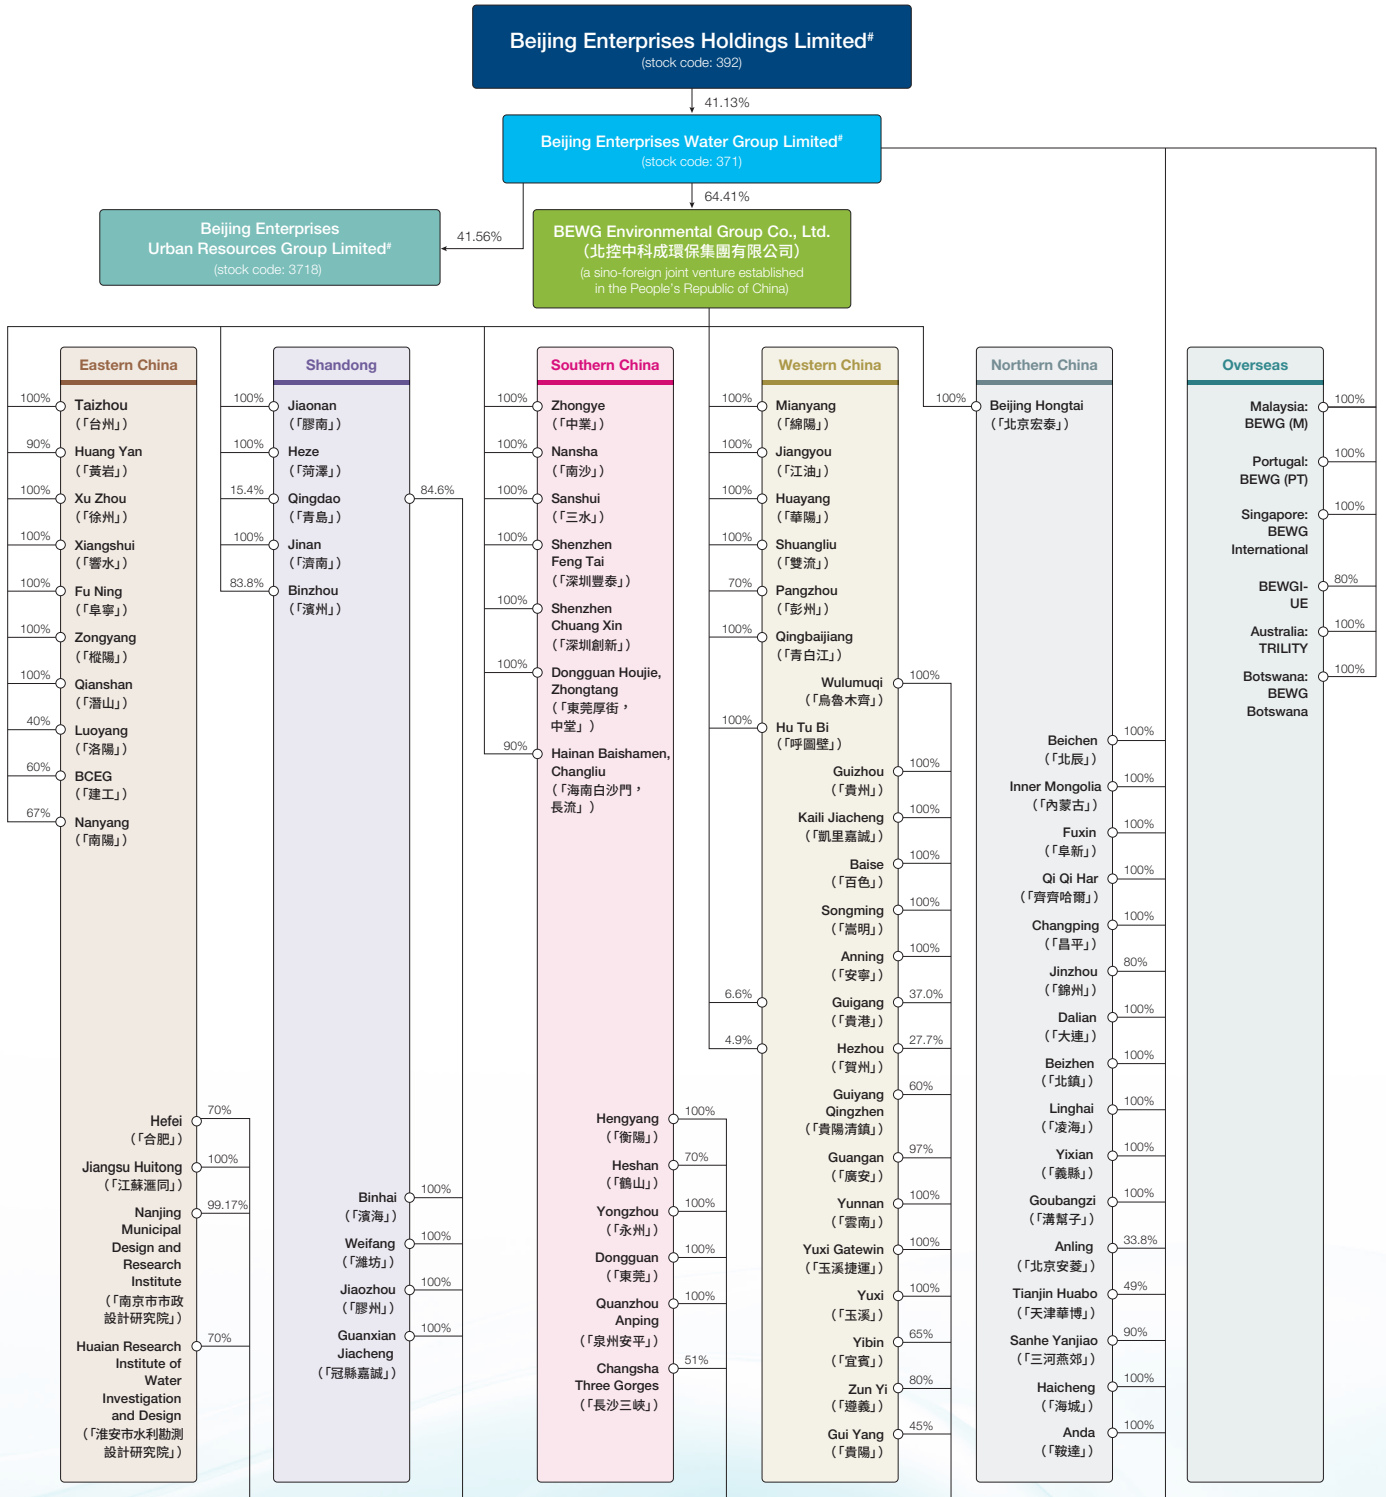 Beijing Enterprises Holdings Limited#
(stock code: 392)
41.13%
Beijing Enterprises Water Group Limited#
(stock code: 371)
64.41%
41.56%
Beijing Enterprises
Urban Resources Group Limited#
(stock code: 3718)
BEWG Environmental Group Co., Ltd.
(北控中科成環保集團有限公司)
(a sino-foreign joint venture established
in the People's Republic of China)
Eastern China
100%
Taizhou
(「台州」)
90%
Huang Yan
(「黃岩」)
100%
Xu Zhou
(「徐州」)
100%
Xiangshui
(「響水」)
100%
Fu Ning
(「阜寧」)
100%
Zongyang
(「樅陽」)
100%
Qianshan
(「潛山」)
40%
Luoyang
(「洛陽」)
60%
BCEG
(「建工」)
67%
Nanyang
(「南陽」)
Hefei
70%
(「合肥」)
Jiangsu Huitong
100%
(「江蘇滙同」)
Nanjing
99.17%
Municipal
Design and
Research
Institute
(「南京市市政
設計研究院」)
Huaian Research
70%
Institute of
Water
Investigation
and Design
(「淮安市水利勘測
設計研究院」)
Shandong
100%
Jiaonan
(「膠南」)
100%
Heze
(「菏澤」)
15.4%
Qingdao
84.6%
(「青島」)
100%
Jinan
(「濟南」)
83.8%
Binzhou
(「濱州」)
Binhai
100%
(「濱海」)
Weifang
100%
(「濰坊」)
Jiaozhou
100%
(「膠州」)
Guanxian
100%
Jiacheng
(「冠縣嘉誠」)
Southern China
100%
Zhongye
(「中業」)
100%
Nansha
(「南沙」)
100%
Sanshui
(「三水」)
100%
Shenzhen
Feng Tai
(「深圳豐泰」)
100%
Shenzhen
Chuang Xin
(「深圳創新」)
100%
Dongguan Houjie,
Zhongtang
(「東莞厚街，
中堂」)
90%
Hainan Baishamen,
Changliu
(「海南白沙門，
長流」)
Hengyang
100%
(「衡陽」)
Heshan
70%
(「鶴山」)
Yongzhou
100%
(「永州」)
Dongguan
100%
(「東莞」)
Quanzhou
100%
Anping
(「泉州安平」)
Changsha
51%
Three Gorges
(「長沙三峽」)
Western China
100%
Mianyang
(「綿陽」)
100%
Jiangyou
(「江油」)
100%
Huayang
(「華陽」)
100%
Shuangliu
(「雙流」)
70%
Pangzhou
(「彭州」)
100%
Qingbaijiang
(「青白江」)
Wulumuqi
100%
(「烏魯木齊」)
100%
Hu Tu Bi
(「呼圖壁」)
Guizhou
100%
(「貴州」)
Kaili Jiacheng
100%
(「凱里嘉誠」)
Baise
100%
(「百色」)
Songming
100%
(「嵩明」)
Anning
100%
(「安寧」)
6.6%
Guigang
37.0%
(「貴港」)
4.9%
Hezhou
27.7%
(「賀州」)
Guiyang
60%
Qingzhen
(「貴陽清鎮」)
Guangan
97%
(「廣安」)
Yunnan
100%
(「雲南」)
Yuxi Gatewin
100%
(「玉溪捷運」)
Yuxi
100%
(「玉溪」)
Yibin
65%
(「宜賓」)
Zun Yi
80%
(「遵義」)
Gui Yang
45%
(「貴陽」)
Northern China
100%
Beijing Hongtai
(「北京宏泰」)
Beichen
100%
(「北辰」)
Inner Mongolia
100%
(「內蒙古」)
Fuxin
100%
(「阜新」)
Qi Qi Har
100%
(「齊齊哈爾」)
Changping
100%
(「昌平」)
Jinzhou
80%
(「錦州」)
Dalian
100%
(「大連」)
Beizhen
100%
(「北鎮」)
Linghai
100%
(「凌海」)
Yixian
100%
(「義縣」)
Goubangzi
100%
(「溝幫子」)
Anling
33.8%
(「北京安菱」)
Tianjin Huabo
49%
(「天津華博」)
Sanhe Yanjiao
90%
(「三河燕郊」)
Haicheng
100%
(「海城」)
Anda
100%
(「鞍達」)
Overseas
Malaysia:
100%
BEWG (M)
Portugal:
100%
BEWG (PT)
Singapore:
100%
BEWG
International
BEWGI-
80%
UE
Australia:
100%
TRILITY
Botswana:
100%
BEWG
Botswana